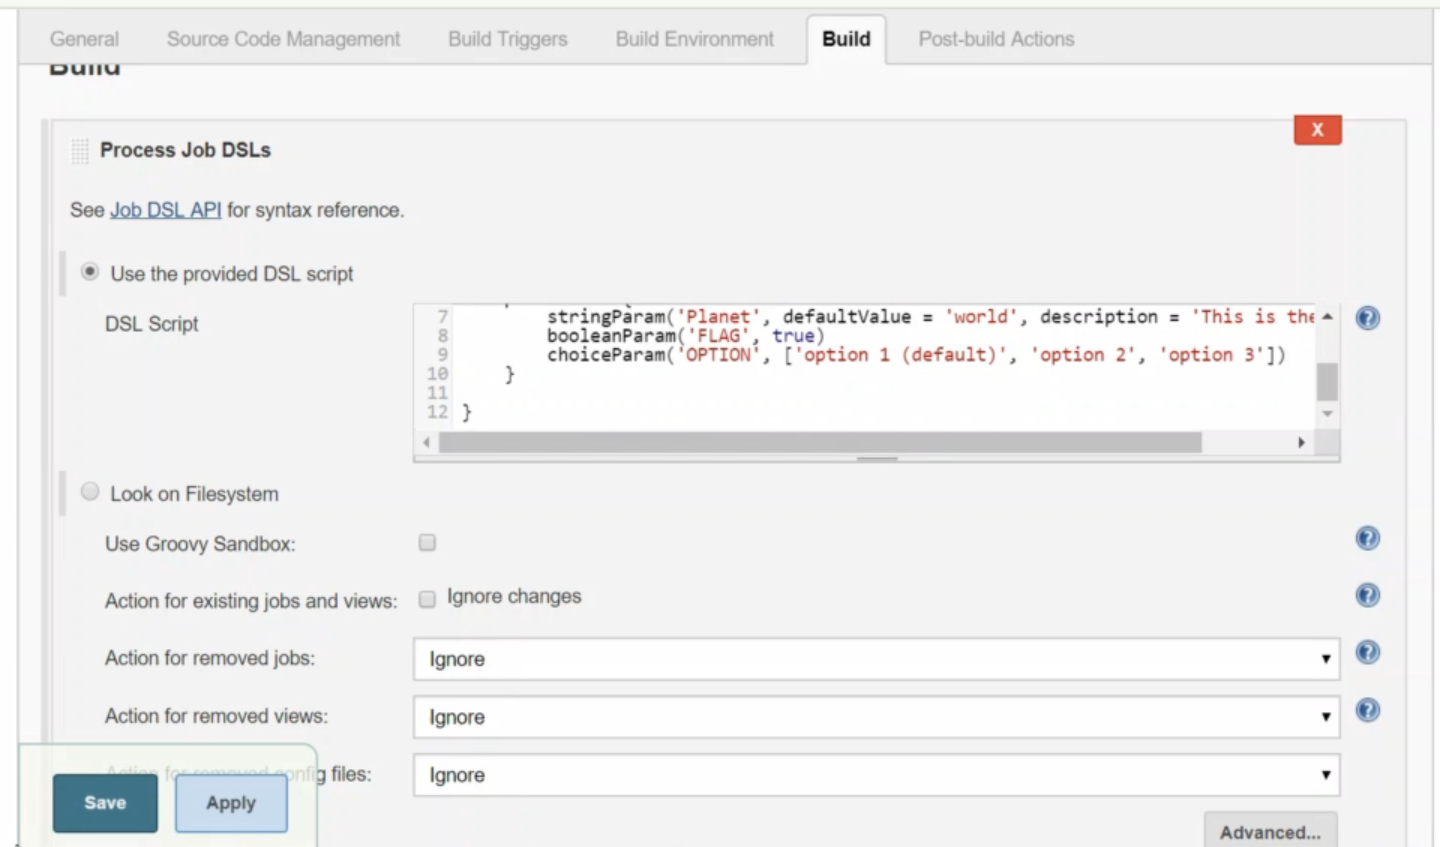 General Source Code Management Build Triggers Build Environment Build Post-build Actions
Build
X
Process Job DSLs
See Job DSL API for syntax reference.
Use the provided DSL script
DSL Script
7 stringParam('Planet', defaultValue = 'world', description = 'This is the
8 booleanParam('FLAG', true)
9 choiceParam('OPTION', ['option 1 (default)', 'option 2', 'option 3'])
10 }
11
12 }
Look on Filesystem
Use Groovy Sandbox:
Action for existing jobs and views: Ignore changes
Action for removed jobs: Ignore
Action for removed views: Ignore
Action for removed config files: Ignore
Save Apply
Advanced...